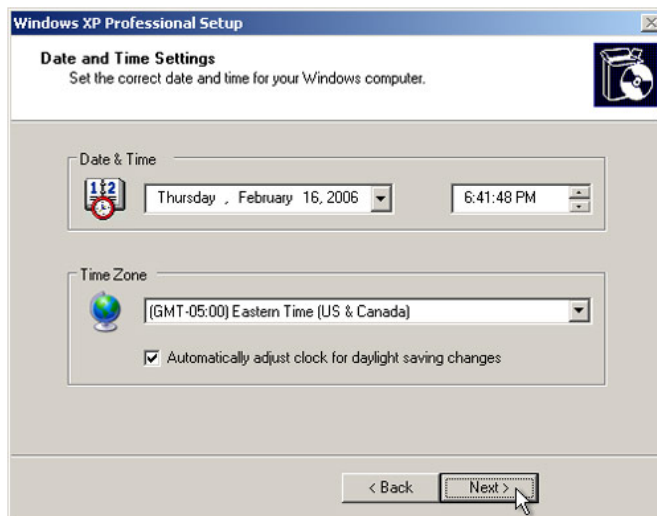 Windows XP Professional Setup
Date and Time Settings
Set the correct date and time for your Windows computer.
Date & Time
1 2
Thursday , February 16, 2006
6:41:48 PM
Time Zone
(GMT-05:00) Eastern Time (US & Canada)
Automatically adjust clock for daylight saving changes
< Back
Next >